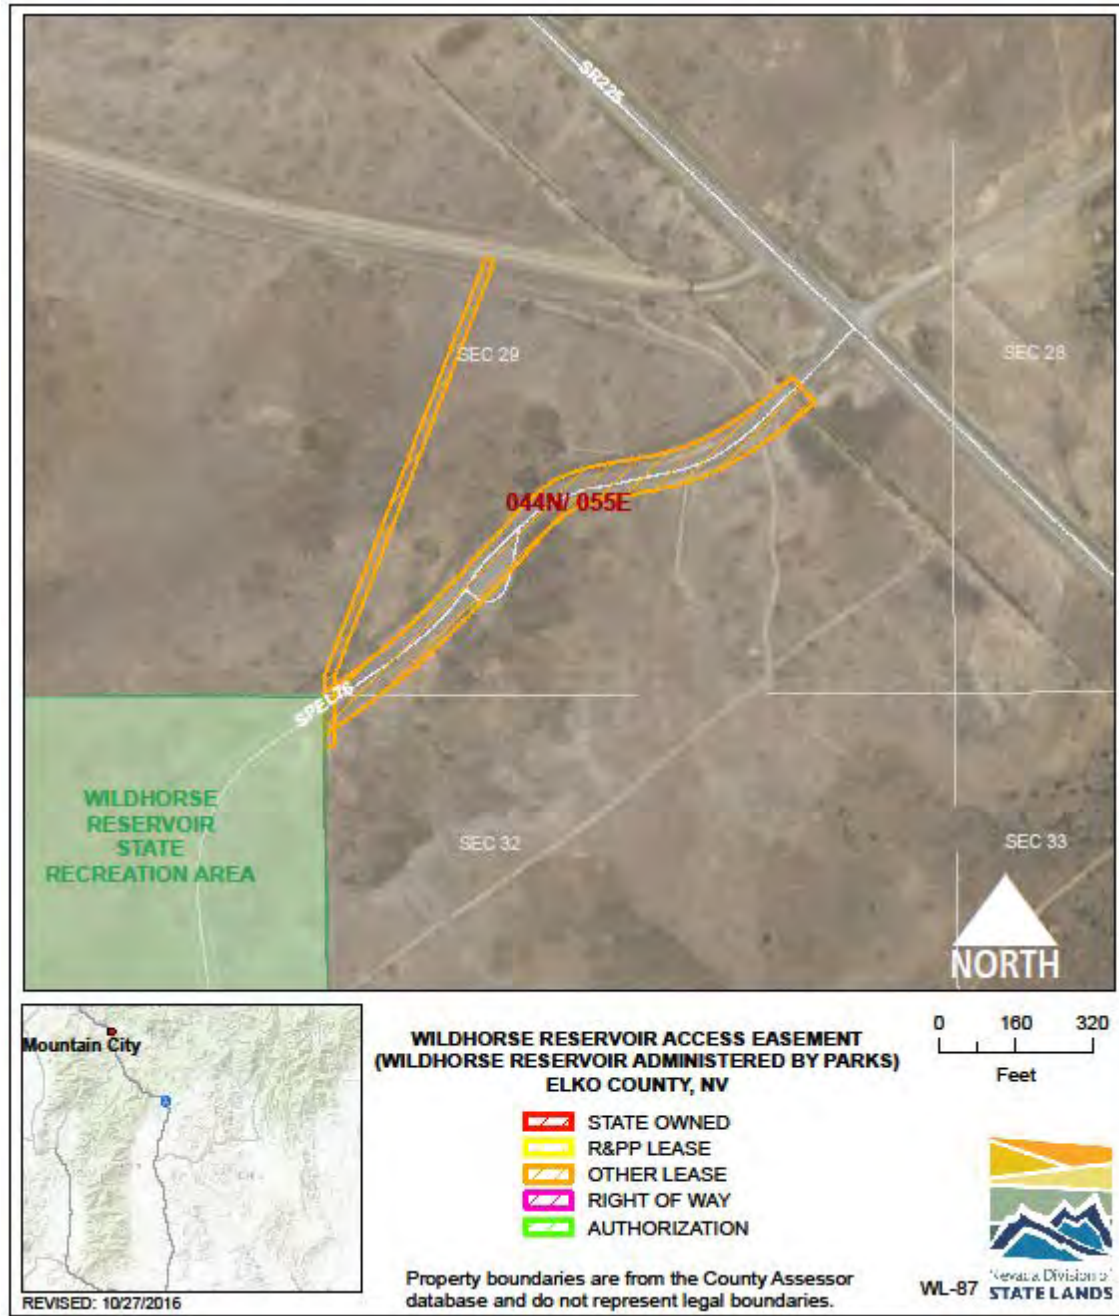 SR225
SEC 29
SEC 28
044N/ 055E
SPEL76
WILDHORSE
RESERVOIR
STATE
RECREATION AREA
SEC 32
SEC 33
NORTH
Mountain City
REVISED: 10/27/2016
WILDHORSE RESERVOIR ACCESS EASEMENT
(WILDHORSE RESERVOIR ADMINISTERED BY PARKS)
ELKO COUNTY, NV
STATE OWNED
R&PP LEASE
OTHER LEASE
RIGHT OF WAY
AUTHORIZATION
Property boundaries are from the County Assessor
database and do not represent legal boundaries.
0 160 320
Feet
WL-87
Nevada Division of
STATE LANDS